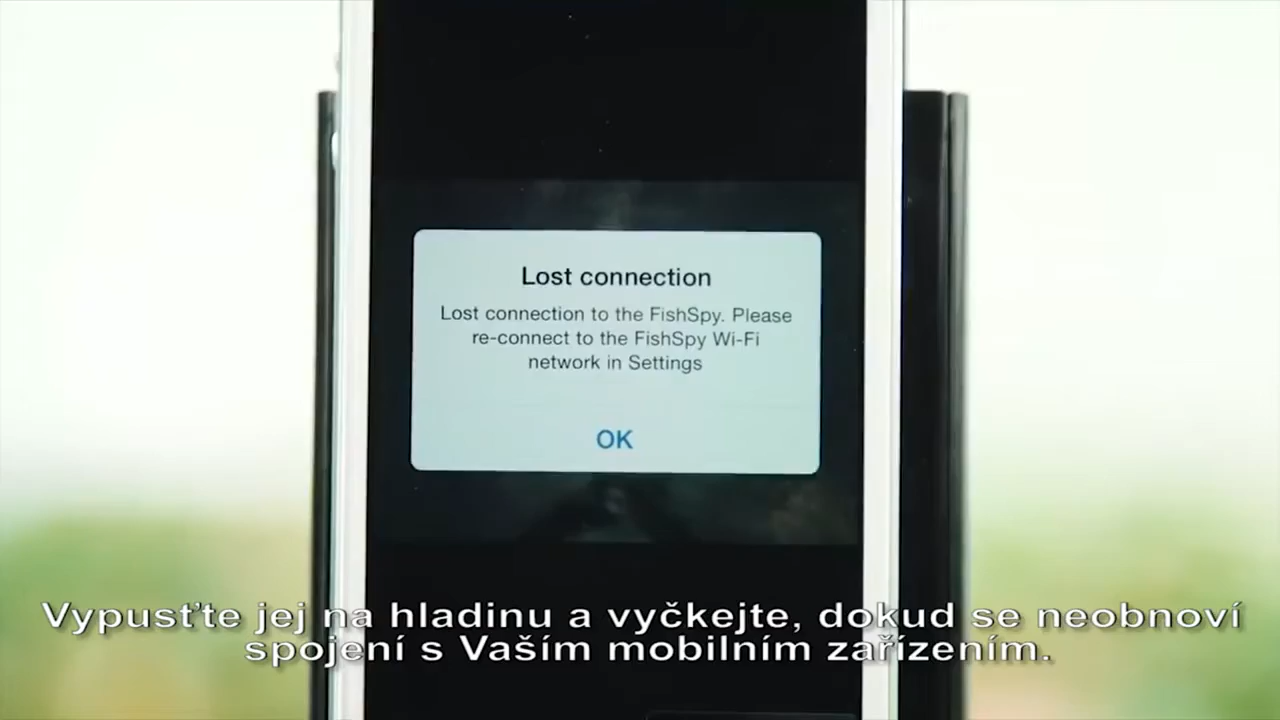 Lost connection
Lost connection to the FishSpy. Please
re-connect to the FishSpy Wi-Fi
network in Settings
OK
Vypusťte jej na hladinu a vyčkejte, dokud se neobnoví
spojení s Vaším mobilním zařízením.